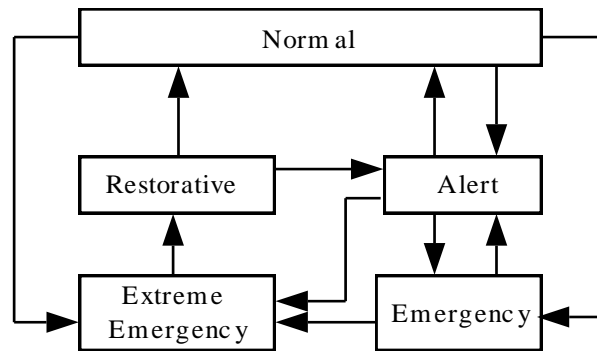 Normal
Restorative
Alert
Extreme
Emergency
Emergency